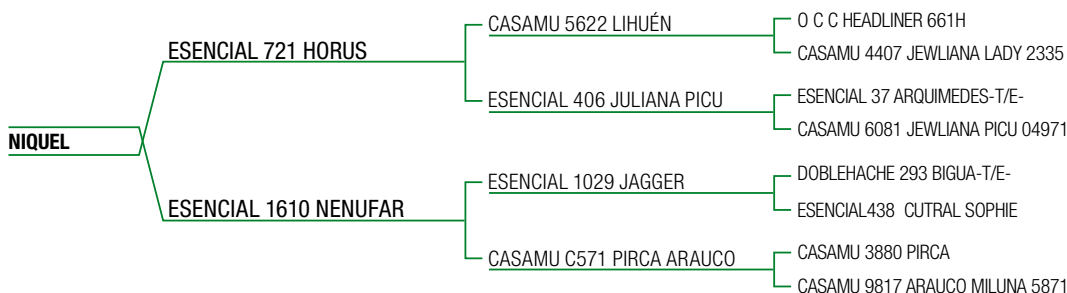 NIQUEL
ESENCIAL 721 HORUS
ESENCIAL 1610 NENUFAR
CASAMU 5622 LIHUÉN
ESENCIAL 406 JULIANA PICU
ESENCIAL 1029 JAGGER
CASAMU C571 PIRCA ARAUCO
O C C HEADLINER 661H
CASAMU 4407 JEWLIANA LADY 2335
ESENCIAL 37 ARQUIMEDES-T/E-
CASAMU 6081 JEWLIANA PICU 04971
DOBLEHACHE 293 BIGUA-T/E-
ESENCIAL438 CUTRAL SOPHIE
CASAMU 3880 PIRCA
CASAMU 9817 ARAUCO MILUNA 5871